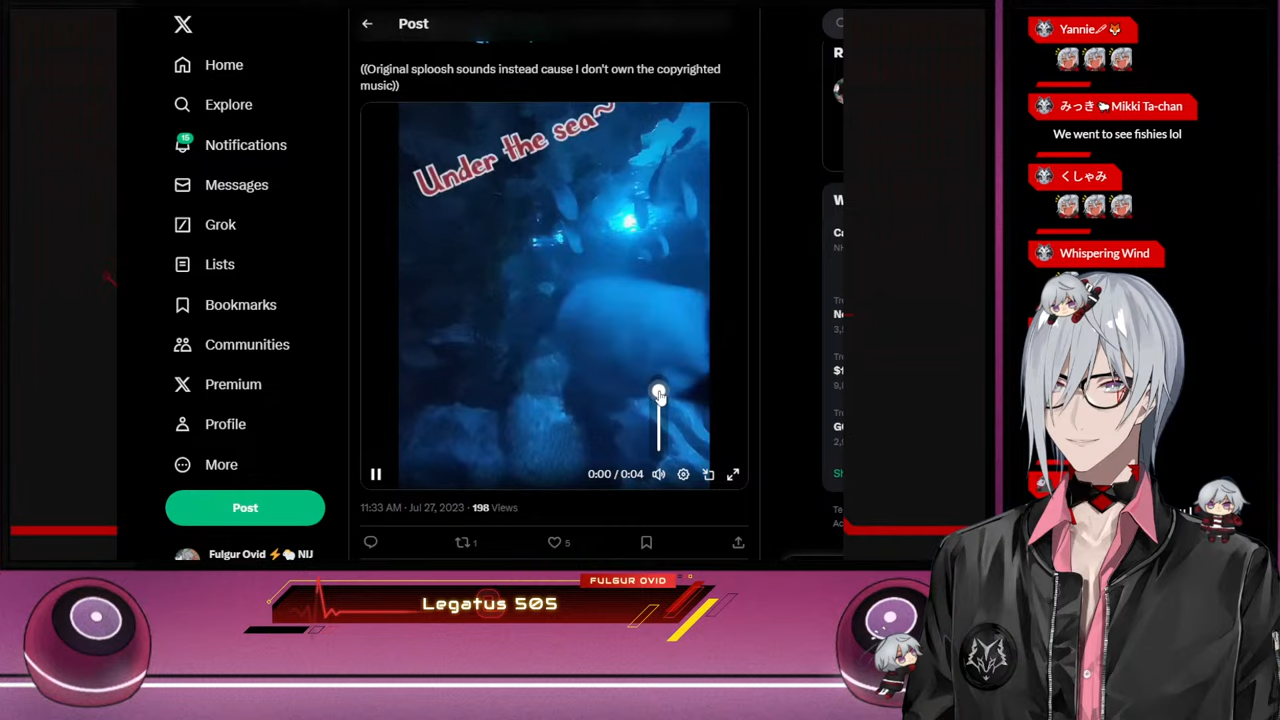 Home
Explore
15
Notifications
Messages
Grok
Lists
Bookmarks
Communities
Premium
Profile
More
Post
Fulgur Ovid ⚡🐑 NIJ
Post
((Original sploosh sounds instead cause I don't own the copyrighted
music))
Under the sea~
0:00 / 0:04
11:33 AM · Jul 27, 2023 · 198 Views
1
5
Yannie🖊🦊
みっき🐑Mikki Ta-chan
We went to see fishies lol
くしゃみ
Whispering Wind
FULGUR OVID
Legatus 505